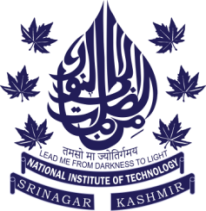 तमसो मा ज्योतिर्गमय
LEAD ME FROM DARKNESS TO LIGHT
NATIONAL INSTITUTE OF TECHNOLOGY
SRINAGAR KASHMIR